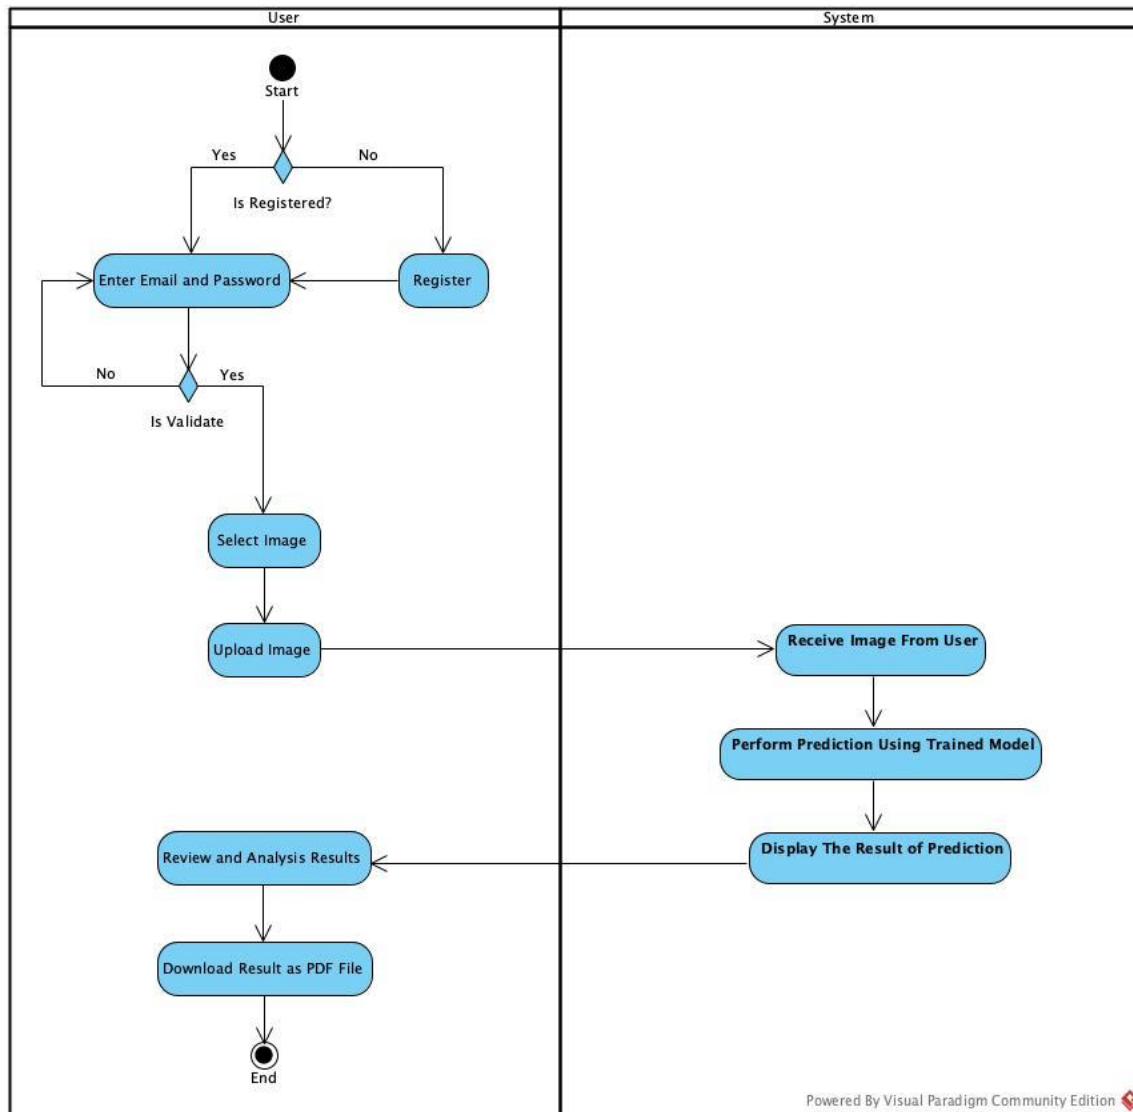 User
System
Start
Yes
No
Is Registered?
Enter Email and Password
Register
No
Yes
Is Validate
Select Image
Upload Image
Receive Image From User
Perform Prediction Using Trained Model
Review and Analysis Results
Display The Result of Prediction
Download Result as PDF File
End
Powered By Visual Paradigm Community Edition